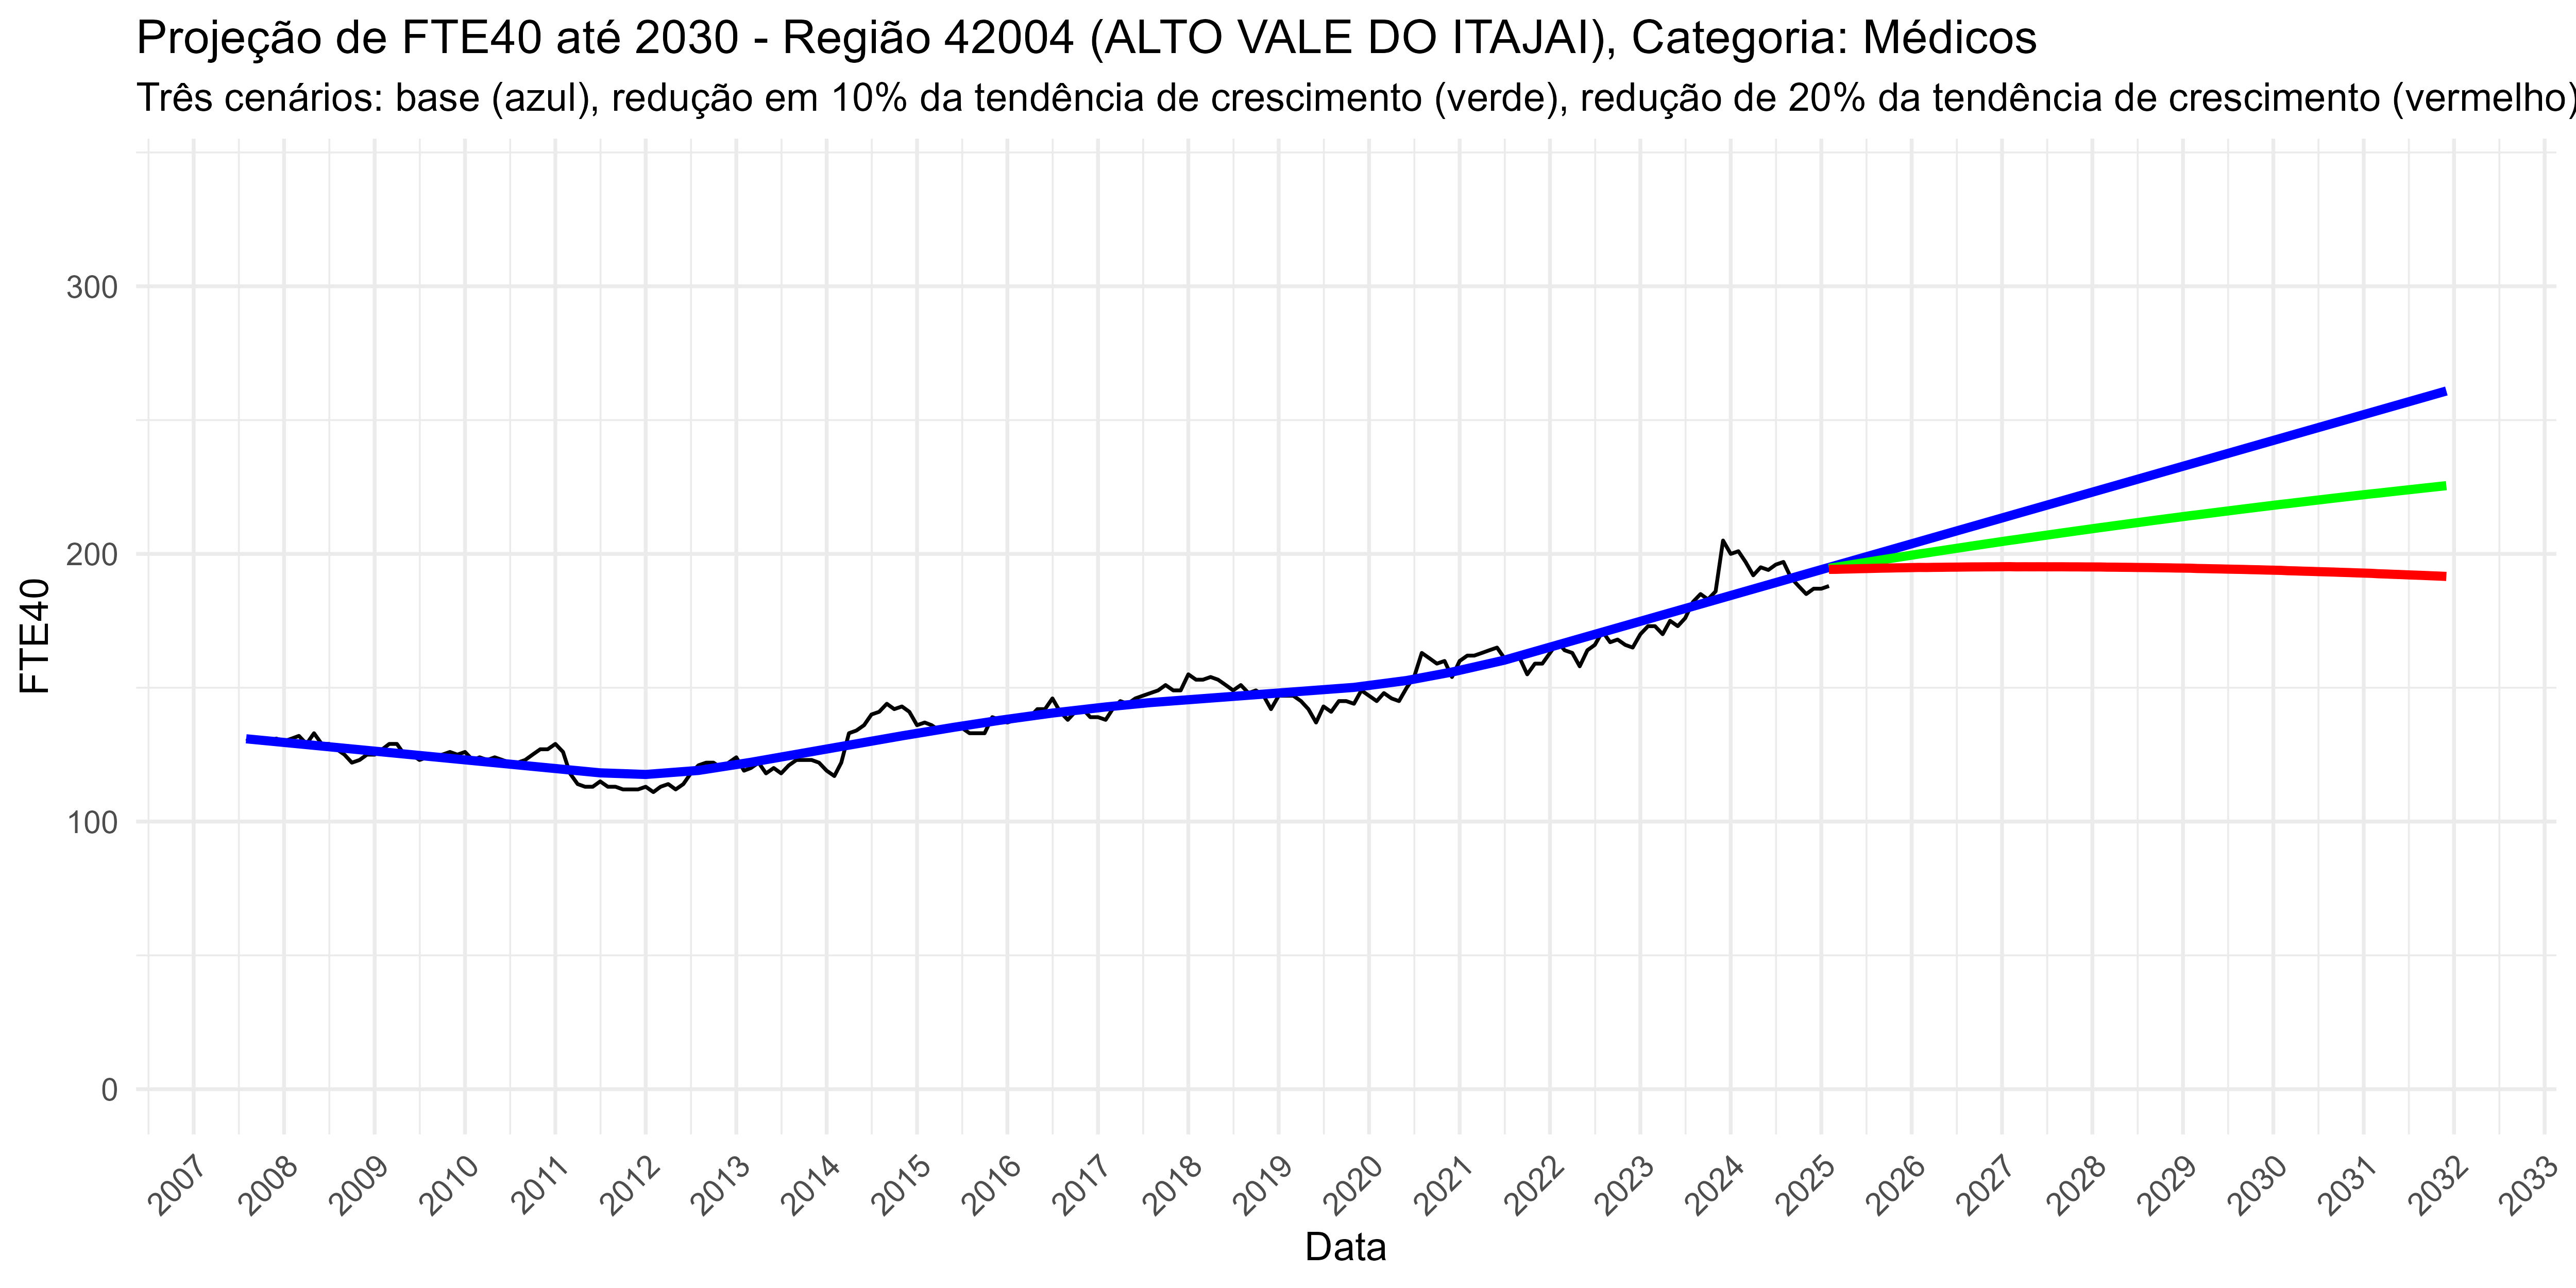 Projeção de FTE40 até 2030 - Região 42004 (ALTO VALE DO ITAJAI), Categoria: Médicos
Três cenários: base (azul), redução em 10% da tendência de crescimento (verde), redução de 20% da tendência de crescimento (vermelho)
FTE40
300
200
100
0
2007 2008 2009 2010 2011 2012 2013 2014 2015 2016 2017 2018 2019 2020 2021 2022 2023 2024 2025 2026 2027 2028 2029 2030 2031 2032 2033
Data